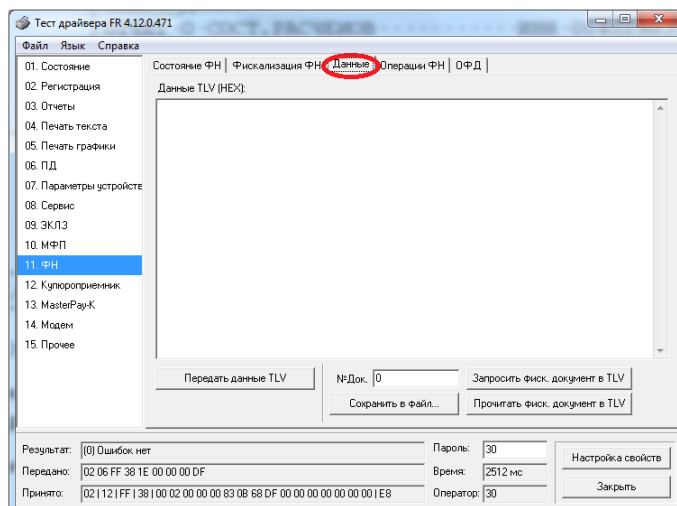 Тест драйвера FR 4.12.0.471
Файл Язык Справка
01. Состояние
02. Регистрация
03. Отчеты
04. Печать текста
05. Печать графики
06. ПД
07. Параметры устройств
08. Сервис
09. ЭКЛЗ
10. МФП
11. ФН
12. Купюроприемник
13. MasterPay-K
14. Модем
15. Прочее
Состояние ФН Фискализация ФН Данные Операции ФН ОФД
Данные TLV (HEX):
Передать данные TLV
№Док. 0
Запросить фиск. документ в TLV
Сохранить в файл...
Прочитать фиск. документ в TLV
Результат: (0) Ошибок нет
Пароль: 30
Настройка свойств
Передано: 02 06 FF 38 1E 00 00 00 DF
Время: 2512 мс
Принято: 02 | 12 | FF | 38 | 00 02 00 00 00 83 0B 68 DF 00 00 00 00 00 00 00 | E8
Оператор: 30
Закрыть